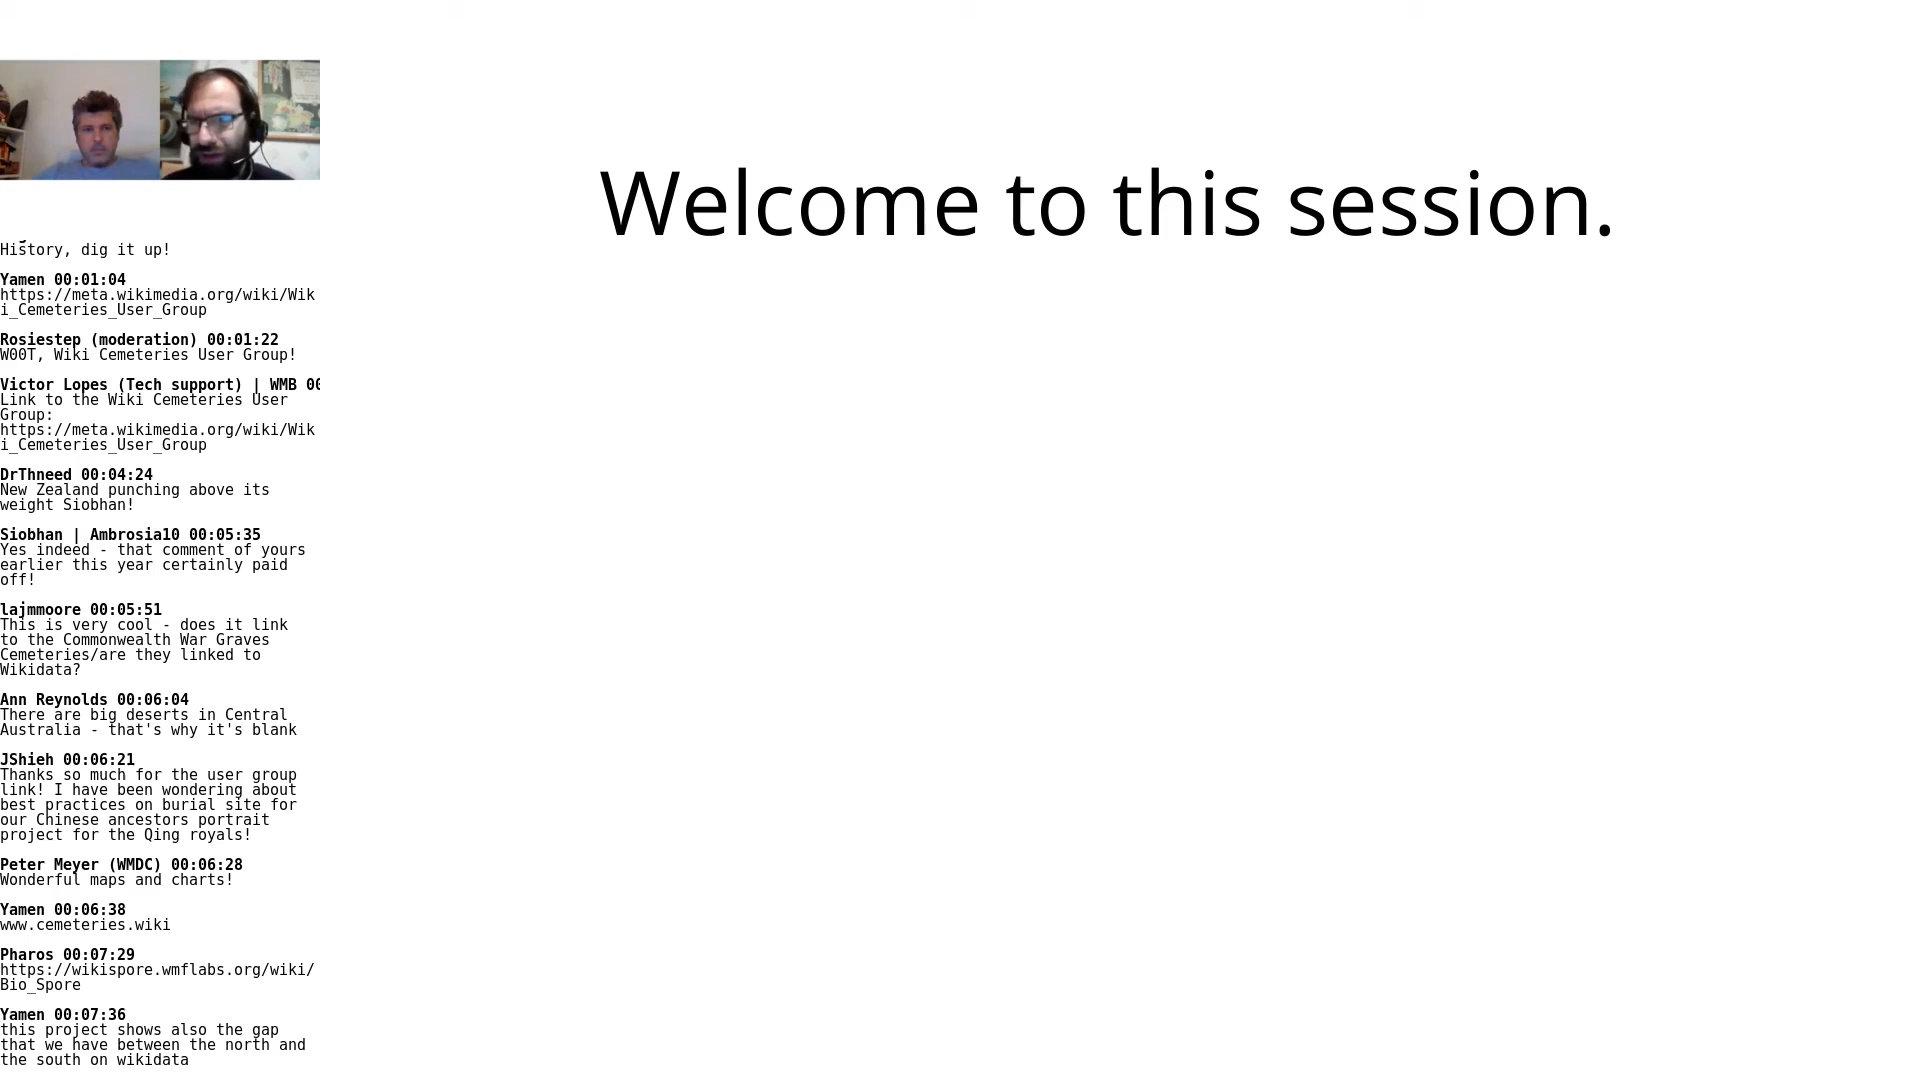 Welcome to this session.
History, dig it up!
Yamen 00:01:04
https://meta.wikimedia.org/wiki/Wik
i_Cemeteries_User_Group
Rosiestep (moderation) 00:01:22
W00T, Wiki Cemeteries User Group!
Victor Lopes (Tech support) | WMB 00
Link to the Wiki Cemeteries User
Group:
https://meta.wikimedia.org/wiki/Wik
i_Cemeteries_User_Group
DrThneed 00:04:24
New Zealand punching above its
weight Siobhan!
Siobhan | Ambrosia10 00:05:35
Yes indeed - that comment of yours
earlier this year certainly paid
off!
lajmmoore 00:05:51
This is very cool - does it link
to the Commonwealth War Graves
Cemeteries/are they linked to
Wikidata?
Ann Reynolds 00:06:04
There are big deserts in Central
Australia - that's why it's blank
JShieh 00:06:21
Thanks so much for the user group
link! I have been wondering about
best practices on burial site for
our Chinese ancestors portrait
project for the Qing royals!
Peter Meyer (WMDC) 00:06:28
Wonderful maps and charts!
Yamen 00:06:38
www.cemeteries.wiki
Pharos 00:07:29
https://wikispore.wmflabs.org/wiki/
Bio_Spore
Yamen 00:07:36
this project shows also the gap
that we have between the north and
the south on wikidata